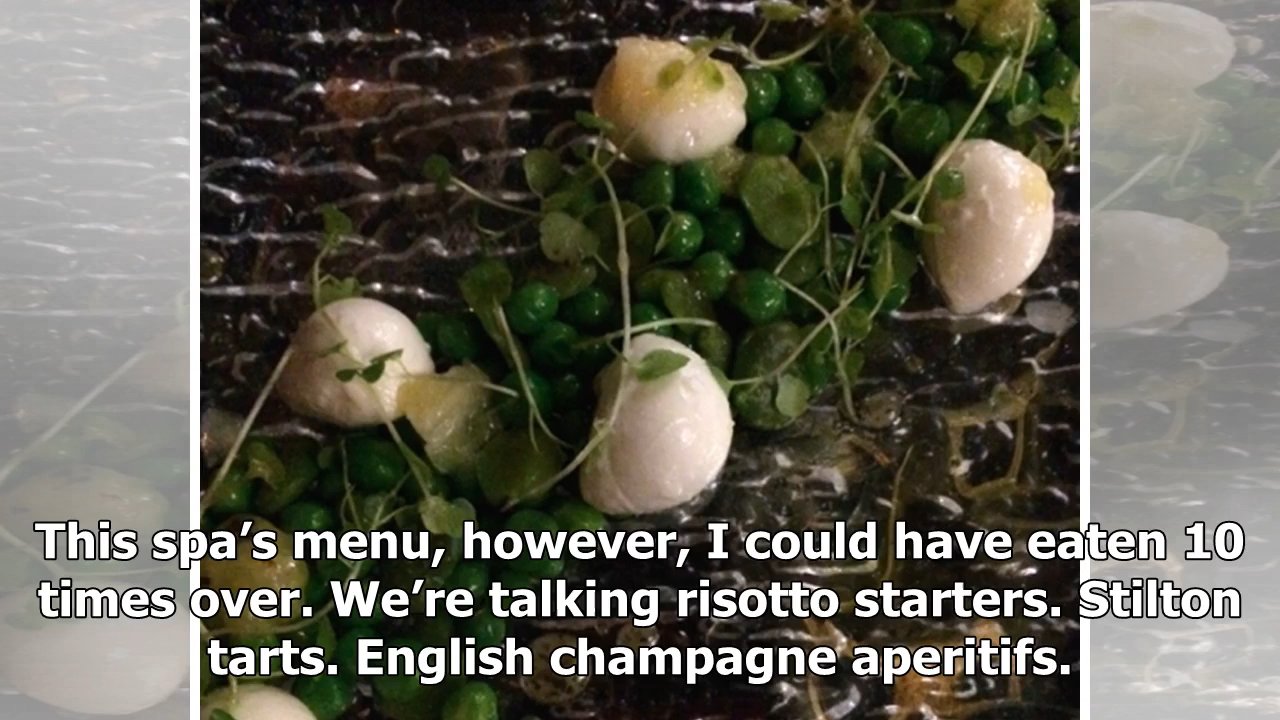 This spa’s menu, however, I could have eaten 10
times over. We’re talking risotto starters. Stilton
tarts. English champagne aperitifs.